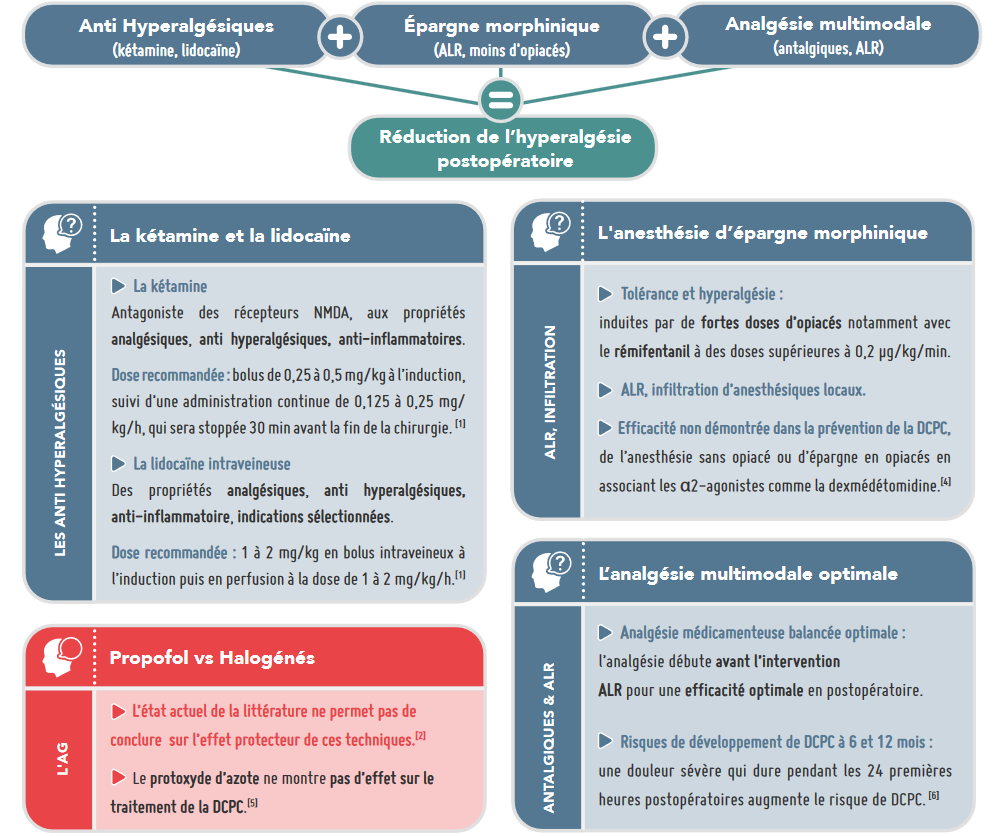 Anti Hyperalgésiques
(kétamine, lidocaïne)
+
Épargne morphinique
(ALR, moins d'opiacés)
+
Analgésie multimodale
(antalgiques, ALR)
=
Réduction de l'hyperalgésie
postopératoire
?
La kétamine et la lidocaïne
LES ANTI HYPERALGÉSIQUES
La kétamine
Antagoniste des récepteurs NMDA, aux propriétés
analgésiques, anti hyperalgésiques, anti-inflammatoires.
Dose recommandée : bolus de 0,25 à 0,5 mg/kg à l'induction,
suivi d'une administration continue de 0,125 à 0,25 mg/
kg/h, qui sera stoppée 30 min avant la fin de la chirurgie. [1]
La lidocaïne intraveineuse
Des propriétés analgésiques, anti hyperalgésiques,
anti-inflammatoire, indications sélectionnées.
Dose recommandée : 1 à 2 mg/kg en bolus intraveineux à
l'induction puis en perfusion à la dose de 1 à 2 mg/kg/h.[1]
Propofol vs Halogénés
L'AG
L'état actuel de la littérature ne permet pas de
conclure sur l'effet protecteur de ces techniques.[2]
Le protoxyde d'azote ne montre pas d'effet sur le
traitement de la DCPC.[5]
?
L'anesthésie d'épargne morphinique
ALR, INFILTRATION
Tolérance et hyperalgésie :
induites par de fortes doses d'opiacés notamment avec
le rémifentanil à des doses supérieures à 0,2 µg/kg/min.
ALR, infiltration d'anesthésiques locaux.
Efficacité non démontrée dans la prévention de la DCPC,
de l'anesthésie sans opiacé ou d'épargne en opiacés en
associant les α2-agonistes comme la dexmédétomidine.[4]
?
L'analgésie multimodale optimale
ANTALGIQUES & ALR
Analgésie médicamenteuse balancée optimale :
l'analgésie débute avant l'intervention
ALR pour une efficacité optimale en postopératoire.
Risques de développement de DCPC à 6 et 12 mois :
une douleur sévère qui dure pendant les 24 premières
heures postopératoires augmente le risque de DCPC. [6]